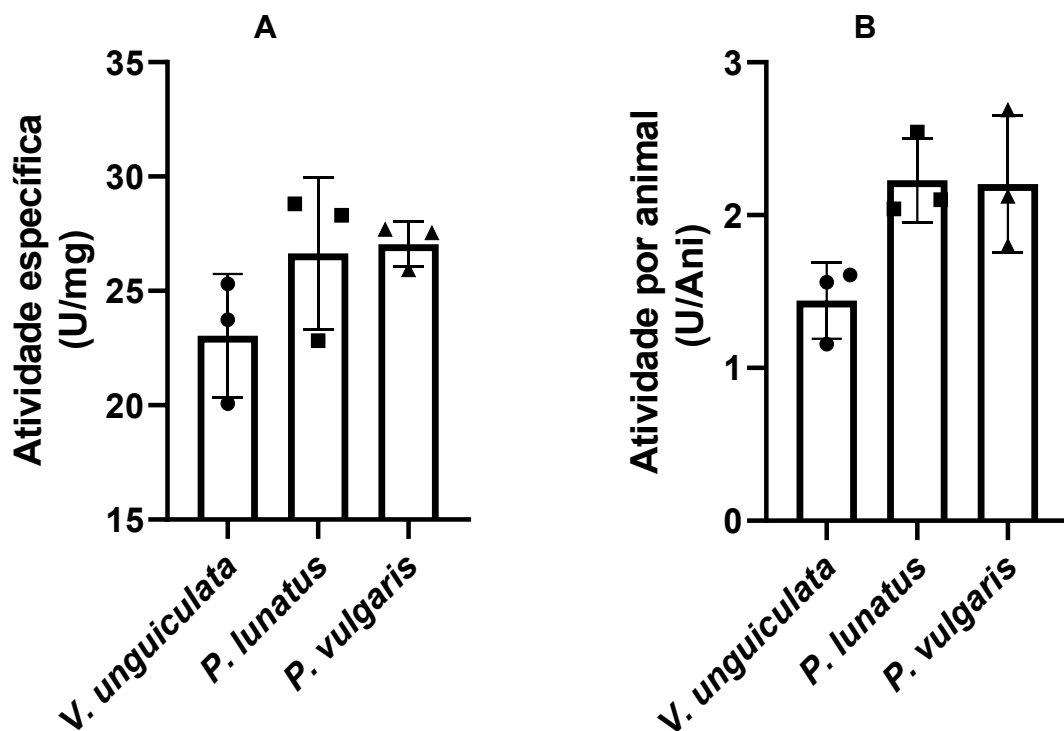 A
Atividade específica
(U/mg)
35
30
25
20
15
V. unguiculata
P. lunatus
P. vulgaris
B
Atividade por animal
(U/Ani)
3
2
1
0
V. unguiculata
P. lunatus
P. vulgaris